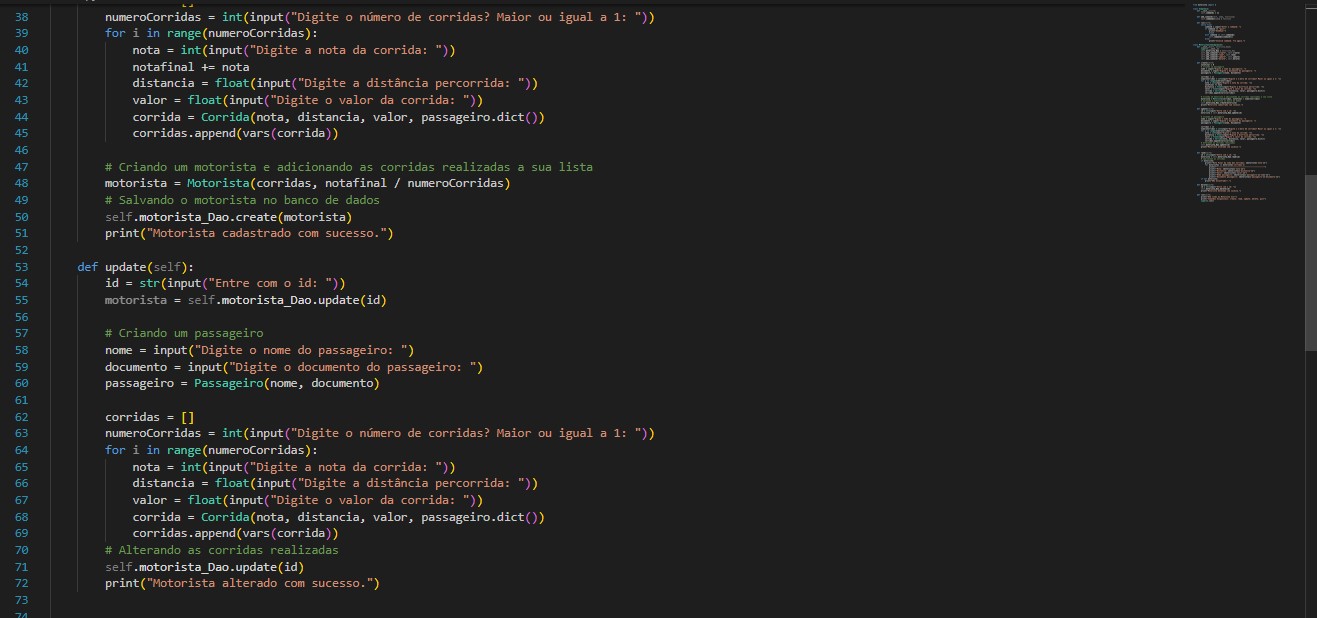 38 numeroCorridas = int(input("Digite o número de corridas? Maior ou igual a 1: "))
39 for i in range(numeroCorridas):
40 nota = int(input("Digite a nota da corrida: "))
41 notafinal += nota
42 distancia = float(input("Digite a distância percorrida: "))
43 valor = float(input("Digite o valor da corrida: "))
44 corrida = Corrida(nota, distancia, valor, passageiro.dict())
45 corridas.append(vars(corrida))
46
47 # Criando um motorista e adicionando as corridas realizadas a sua lista
48 motorista = Motorista(corridas, notafinal / numeroCorridas)
49 # Salvando o motorista no banco de dados
50 self.motorista_Dao.create(motorista)
51 print("Motorista cadastrado com sucesso.")
52
53 def update(self):
54 id = str(input("Entre com o id: "))
55 motorista = self.motorista_Dao.update(id)
56
57 # Criando um passageiro
58 nome = input("Digite o nome do passageiro: ")
59 documento = input("Digite o documento do passageiro: ")
60 passageiro = Passageiro(nome, documento)
61
62 corridas = []
63 numeroCorridas = int(input("Digite o número de corridas? Maior ou igual a 1: "))
64 for i in range(numeroCorridas):
65 nota = int(input("Digite a nota da corrida: "))
66 distancia = float(input("Digite a distância percorrida: "))
67 valor = float(input("Digite o valor da corrida: "))
68 corrida = Corrida(nota, distancia, valor, passageiro.dict())
69 corridas.append(vars(corrida))
70 # Alterando as corridas realizadas
71 self.motorista_Dao.update(id)
72 print("Motorista alterado com sucesso.")
73
74